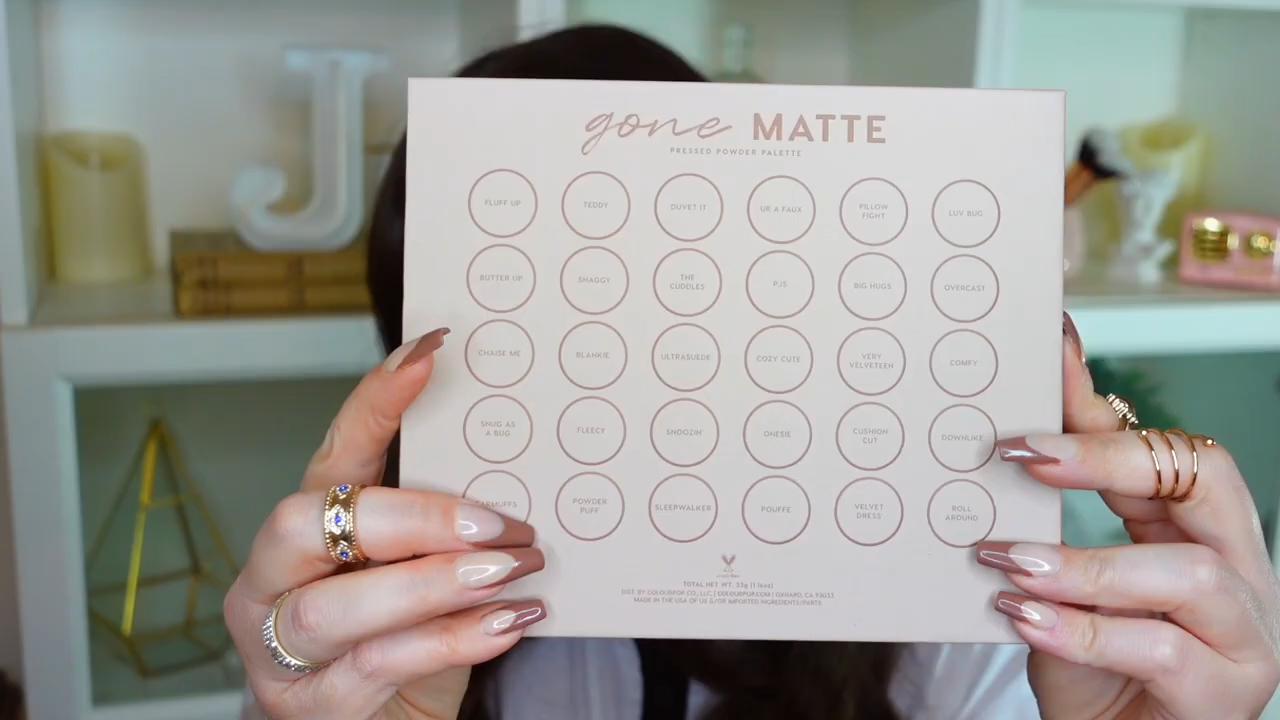 J
gone MATTE
PRESSED POWDER PALETTE
FLUFF UP
TEDDY
DUVET IT
UR A FAUX
PILLOW
FIGHT
LUV BUG
BUTTER UP
SHAGGY
THE
CUDDLES
PJS
BIG HUGS
OVERCAST
CHAISE ME
BLANKIE
ULTRASUEDE
COZY CUTE
VERY
VELVETEEN
COMFY
SNUG AS
A BUG
FLEECY
SNOOZIN'
ONESIE
CUSHION
CUT
DOWNLIKE
EARMUFFS
POWDER
PUFF
SLEEPWALKER
POUFFE
VELVET
DRESS
ROLL
AROUND
TOTAL NET WT. 33g (1.16oz)
DIST. BY COLOURPOP CO., LLC. | COLOURPOP.COM | OXNARD, CA 93033
MADE IN THE USA OF US &/OR IMPORTED INGREDIENTS/PARTS